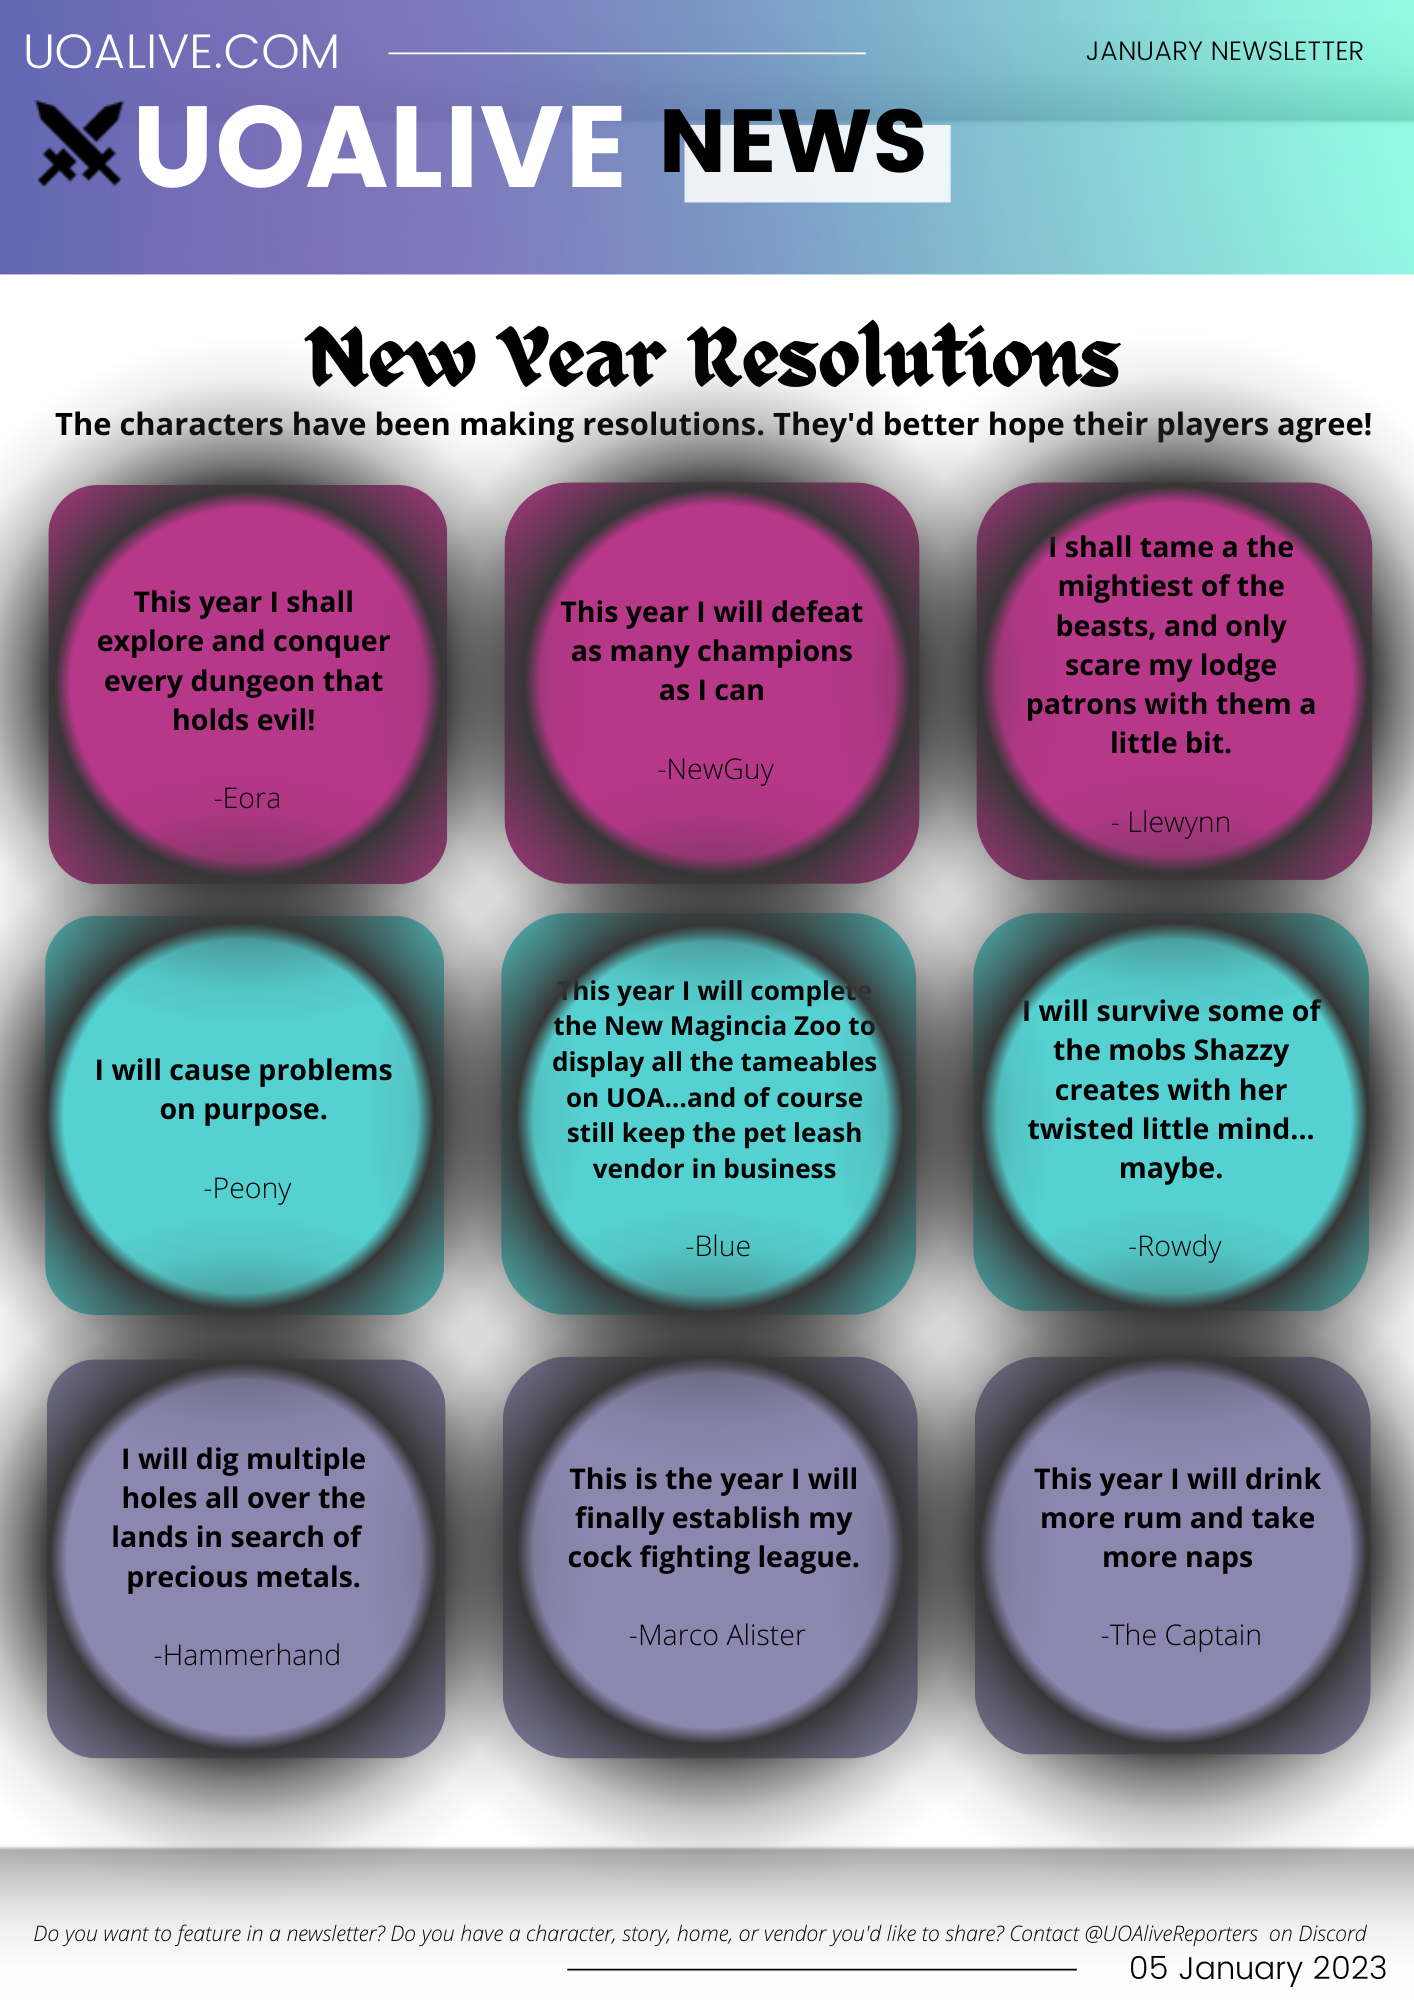 UOALIVE.COM
JANUARY NEWSLETTER
UOALIVE NEWS
New Year Resolutions
The characters have been making resolutions. They'd better hope their players agree!
This year I shall
explore and conquer
every dungeon that
holds evil!
-Eora
This year I will defeat
as many champions
as I can
-NewGuy
I shall tame a the
mightiest of the
beasts, and only
scare my lodge
patrons with them a
little bit.
- Llewynn
I will cause problems
on purpose.
-Peony
This year I will complete
the New Magincia Zoo to
display all the tameables
on UOA...and of course
still keep the pet leash
vendor in business
-Blue
I will survive some of
the mobs Shazzy
creates with her
twisted little mind...
maybe.
-Rowdy
I will dig multiple
holes all over the
lands in search of
precious metals.
-Hammerhand
This is the year I will
finally establish my
cock fighting league.
-Marco Alister
This year I will drink
more rum and take
more naps
-The Captain
Do you want to feature in a newsletter? Do you have a character, story, home, or vendor you'd like to share? Contact @UOAliveReporters  on Discord
05 January 2023